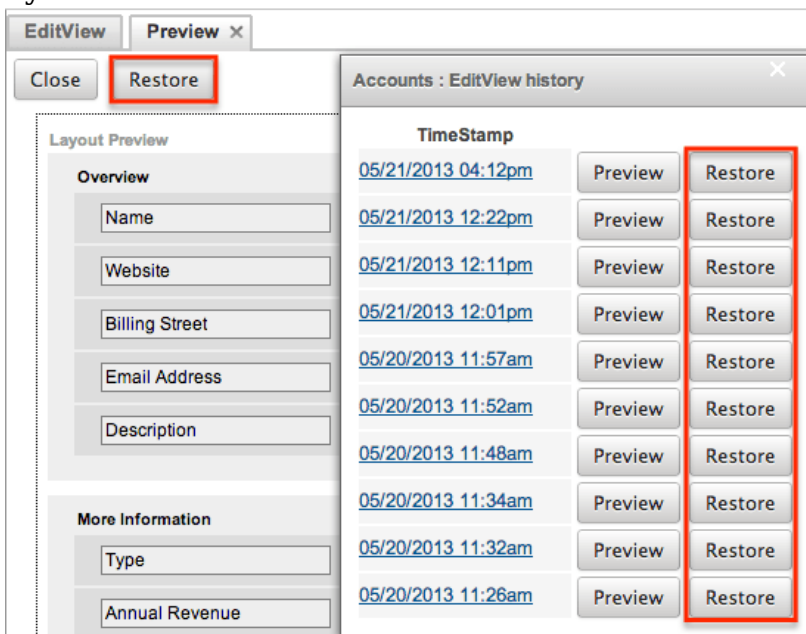 EditView Preview ×
Close Restore
Layout Preview
Overview
Name
Website
Billing Street
Email Address
Description
More Information
Type
Annual Revenue
Accounts : EditView history ×
TimeStamp
05/21/2013 04:12pm Preview Restore
05/21/2013 12:22pm Preview Restore
05/21/2013 12:11pm Preview Restore
05/21/2013 12:01pm Preview Restore
05/20/2013 11:57am Preview Restore
05/20/2013 11:52am Preview Restore
05/20/2013 11:48am Preview Restore
05/20/2013 11:34am Preview Restore
05/20/2013 11:32am Preview Restore
05/20/2013 11:26am Preview Restore